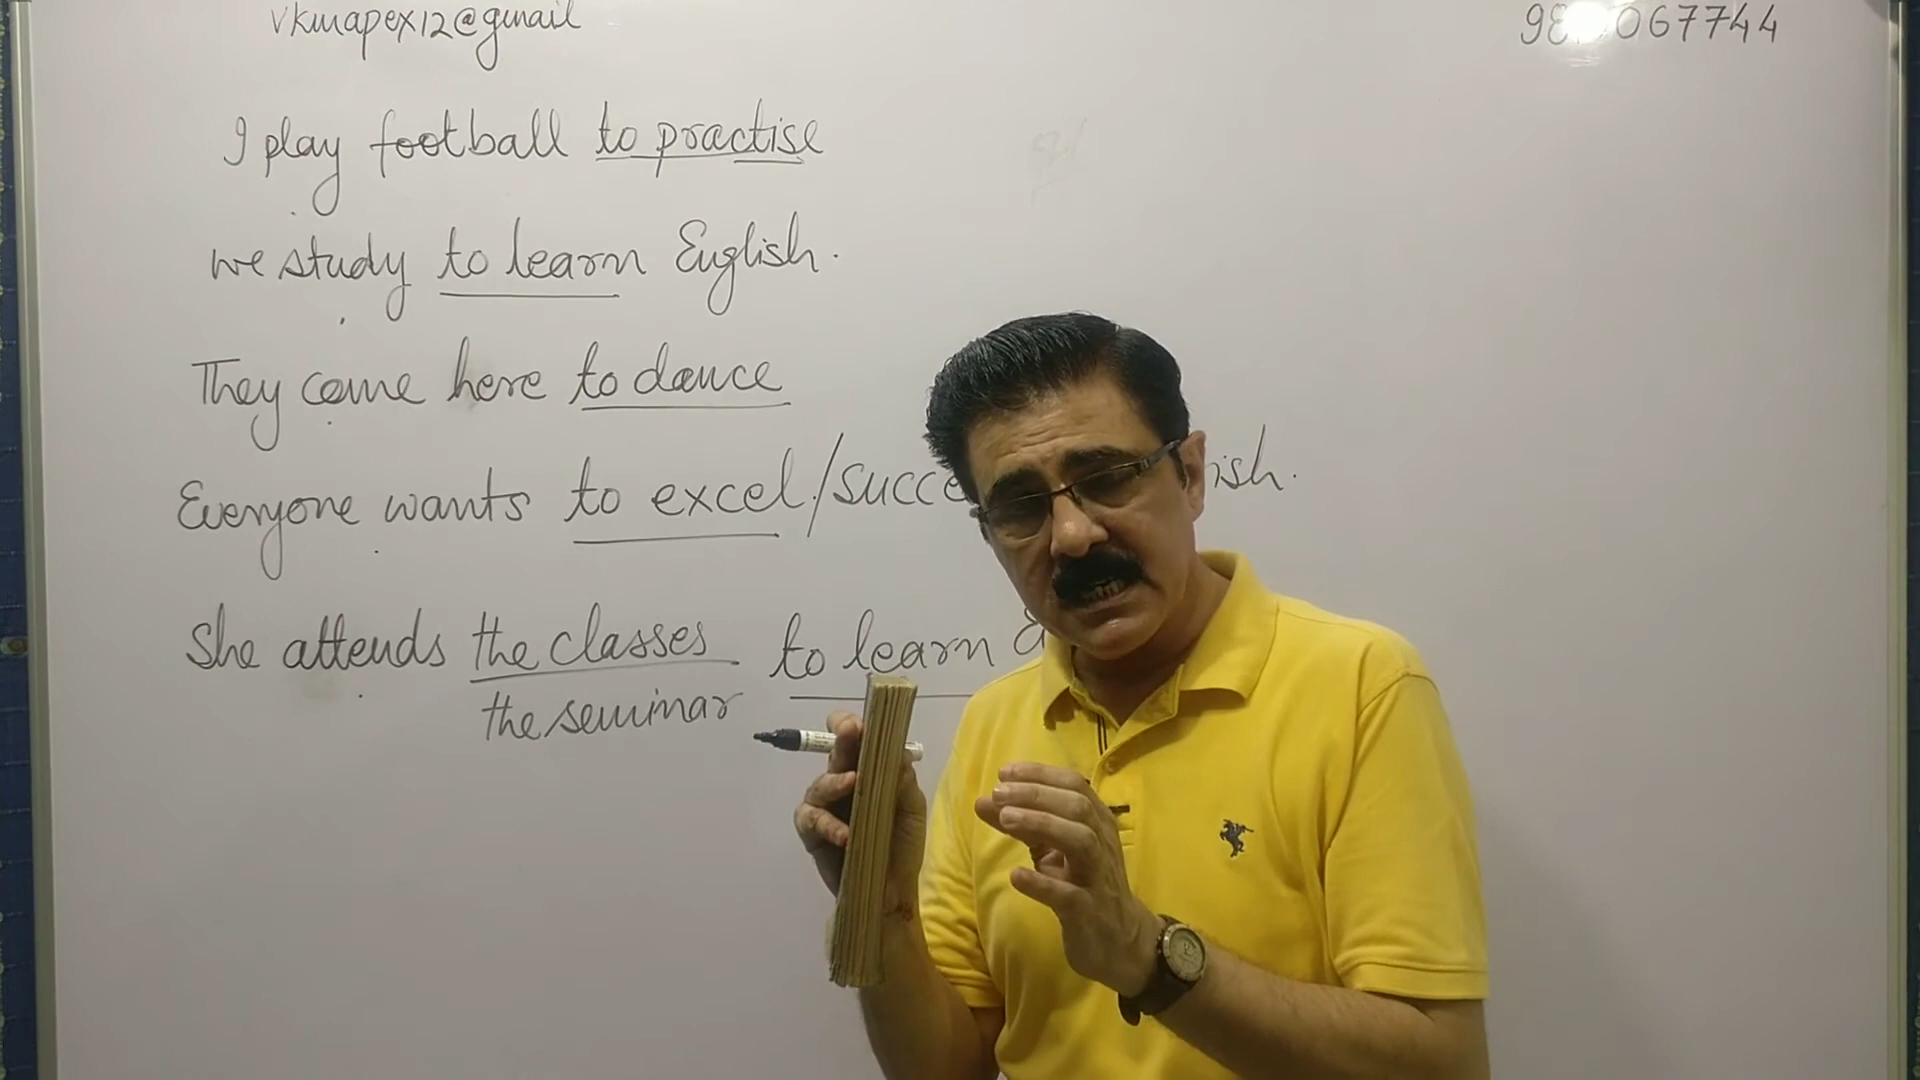 vkmapex12@gmail
067744
I play football to practise
we study to learn English.
They come here to dance
Everyone wants to excel/succe ish.
She attends the classes to learn E
the seminar